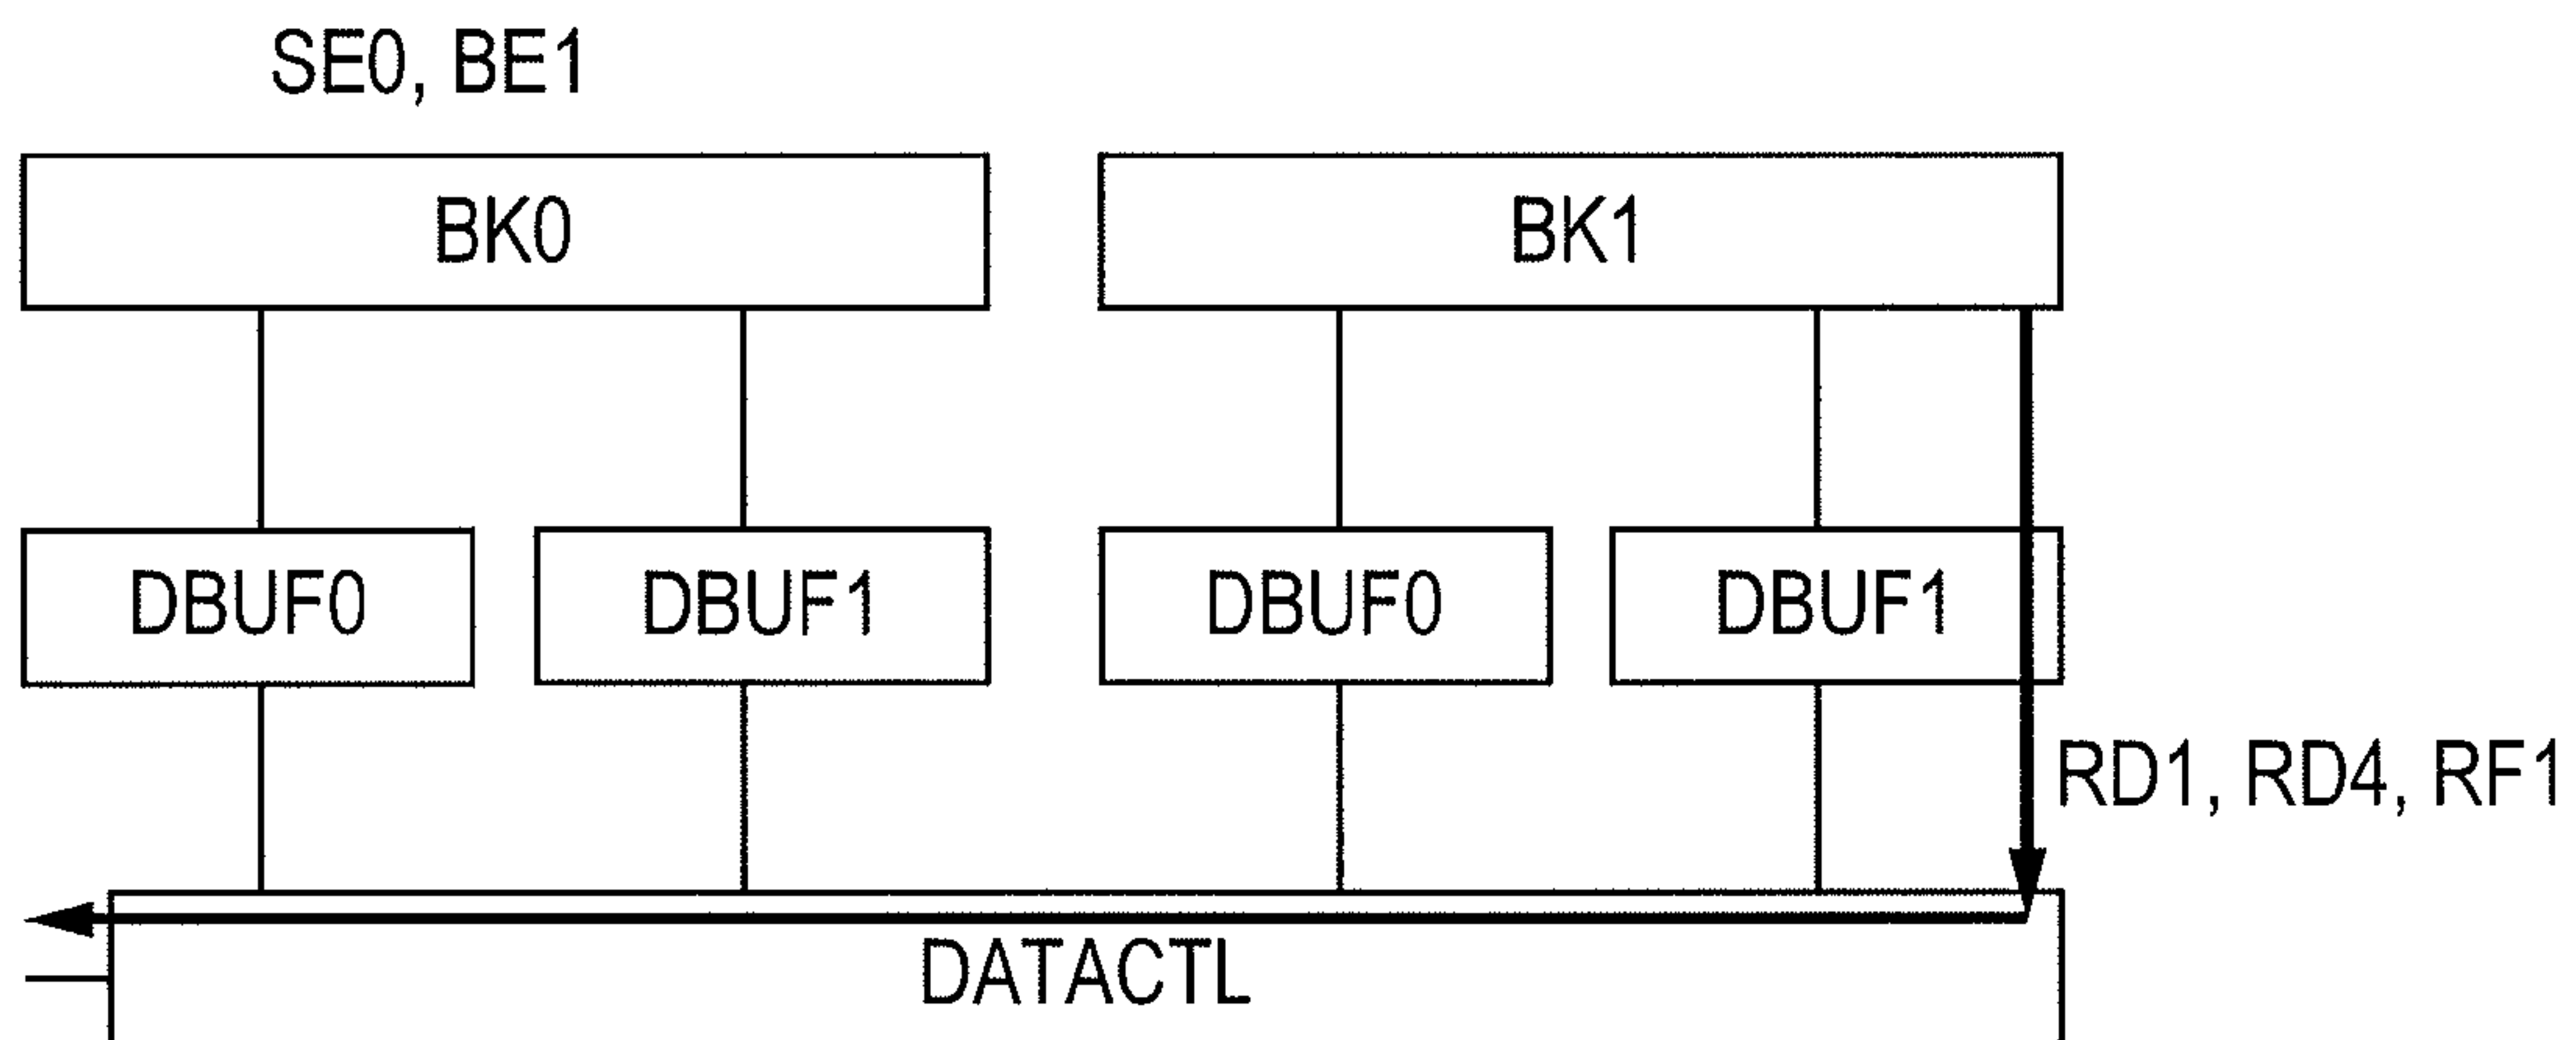 SE0, BE1
BK0
BK1
DBUF0
DBUF1
DBUF0
DBUF1
RD1, RD4, RF1
DATACTL